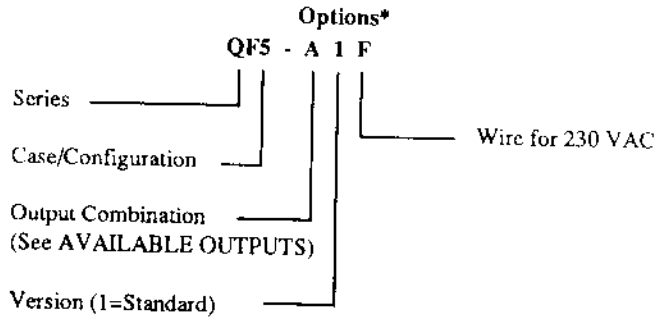 Options*
QF5 - A 1 F
Series
Wire for 230 VAC
Case/Configuration
Output Combination
(See AVAILABLE OUTPUTS)
Version (1=Standard)